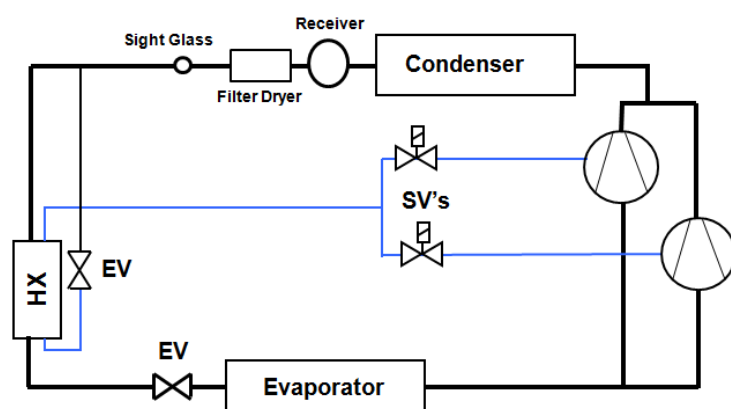 Receiver
Sight Glass
Condenser
Filter Dryer
SV's
HX
EV
EV
Evaporator